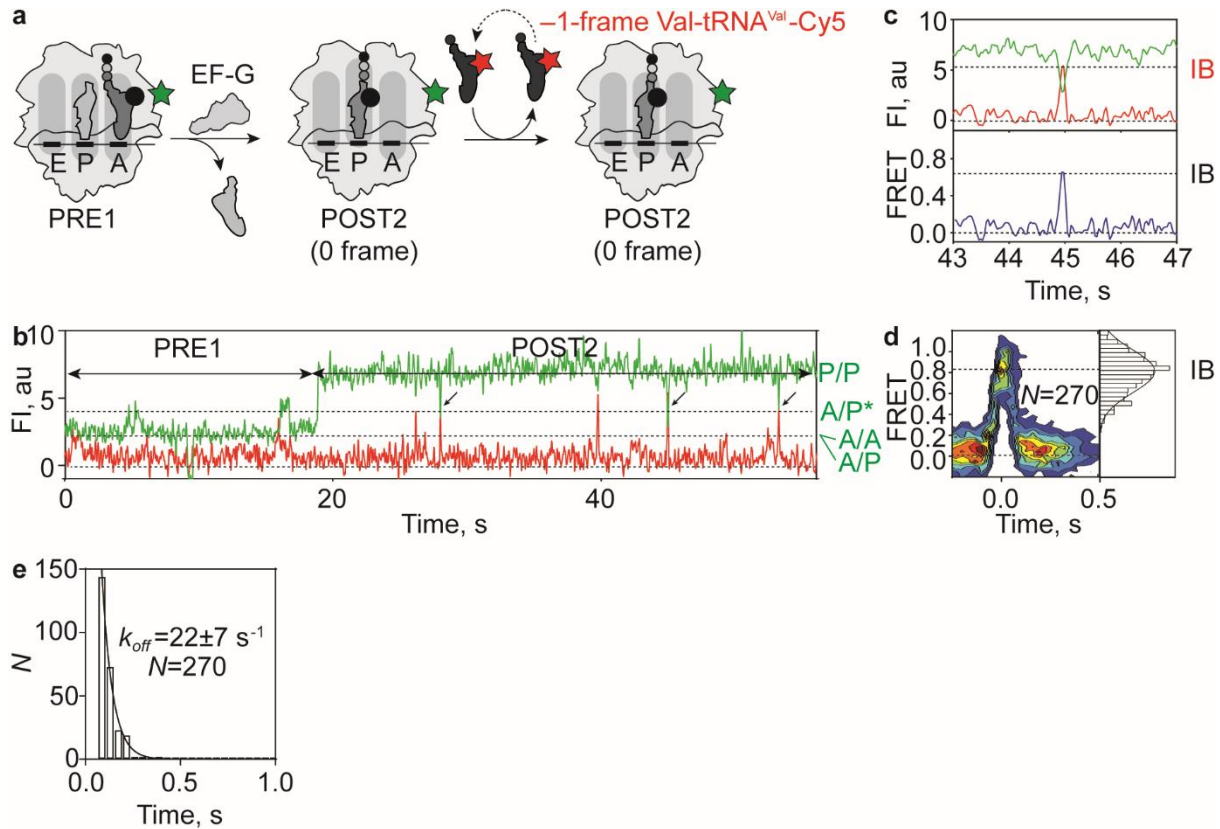 a
–1-frame Val-tRNAVal-Cy5
EF-G
E P A
PRE1
E P A
POST2
(0 frame)
E P A
POST2
(0 frame)
b
PRE1
POST2
FI, au
10
5
0
P/P
A/P*
A/A
A/P
0 20 40
Time, s
c
FI, au
10
5
0
IB
FRET
0.8
0.4
0.0
IB
43 44 45 46 47
Time, s
d
FRET
1.0
0.8
0.6
0.4
0.2
0.0
N=270
IB
0.0 0.5
Time, s
e
N
150
100
50
0
koff=22±7 s-1
N=270
0.0 0.5 1.0
Time, s